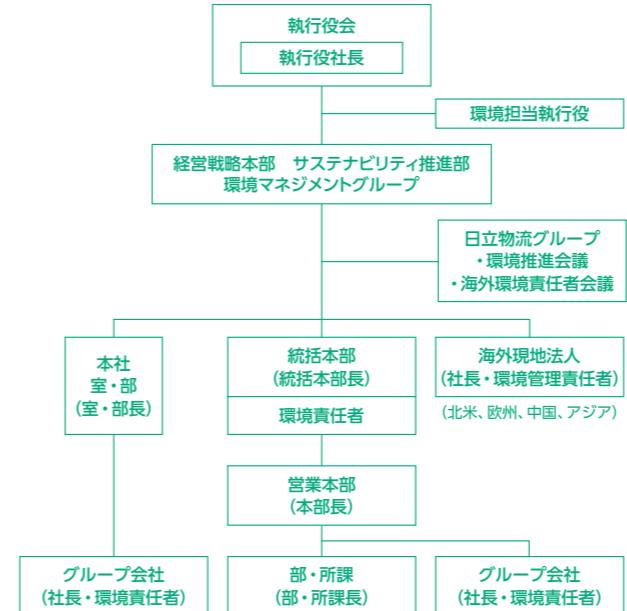 執行役会
執行役社長
環境担当執行役
経営戦略本部　サステナビリティ推進部
環境マネジメントグループ
日立物流グループ
・環境推進会議
・海外環境責任者会議
本社
室・部
（室・部長）
統括本部
（統括本部長）
環境責任者
海外現地法人
（社長・環境管理責任者）
（北米、欧州、中国、アジア）
営業本部
（本部長）
グループ会社
（社長・環境責任者）
部・所課
（部・所課長）
グループ会社
（社長・環境責任者）